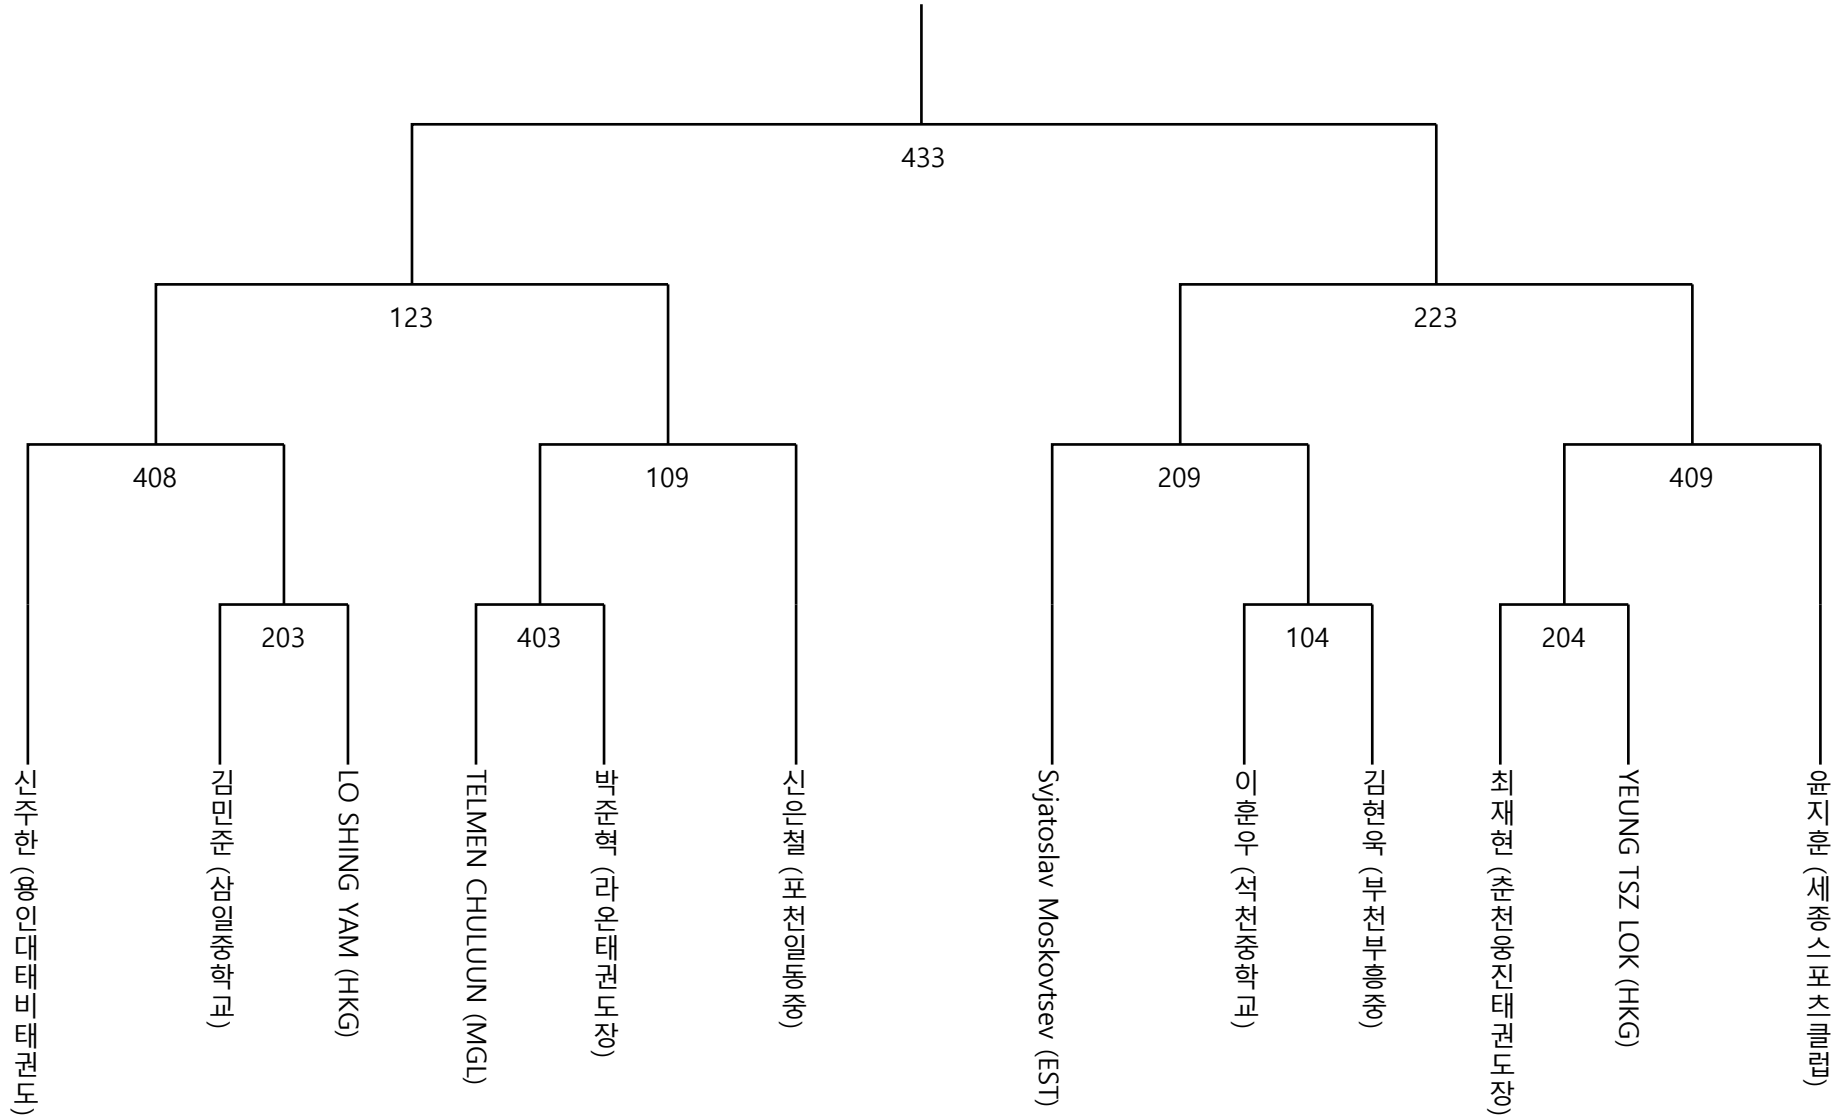 433
123
223
408
109
209
409
203
403
104
204
신주한 (용인대태비태권도)
김민준 (삼일중학교)
LO SHING YAM (HKG)
TELMEN CHULUUN (MGL)
박준혁 (라온태권도장)
신은철 (포천일동중)
Svjatoslav Moskovtsev (EST)
이훈우 (석천중학교)
김현욱 (부천부흥중)
최재현 (춘천웅진태권도장)
YEUNG TSZ LOK (HKG)
윤지훈 (세종스포츠클럽)